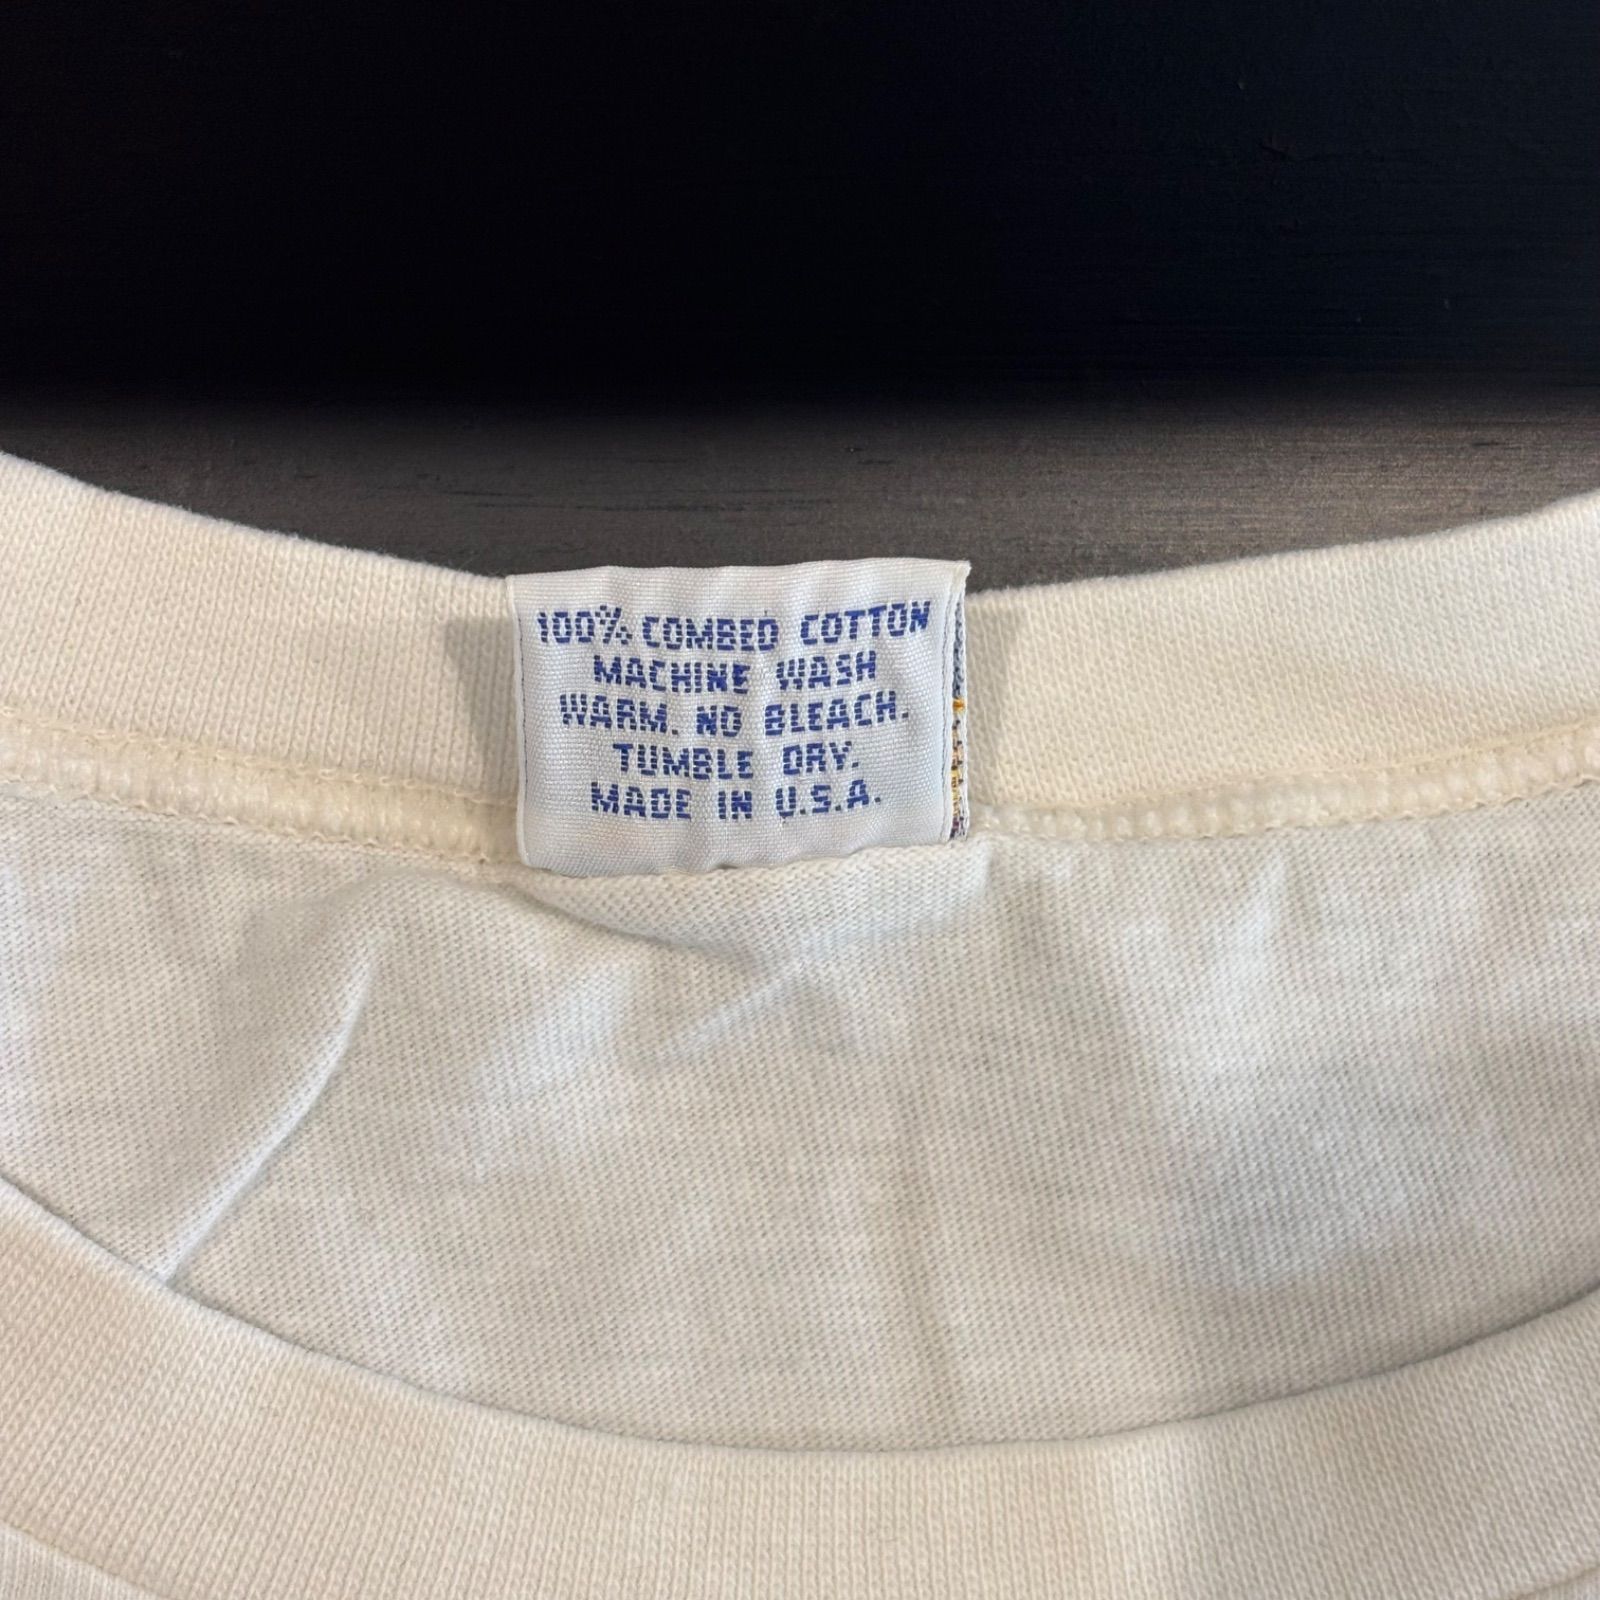 100% COMBED COTTON
MACHINE WASH
WARM. NO BLEACH.
TUMBLE DRY.
MADE IN U.S.A.